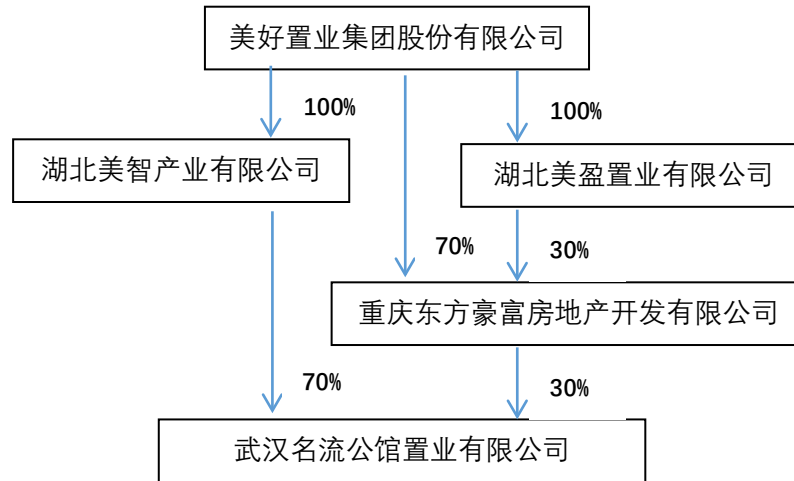 美好置业集团股份有限公司
100%
100%
湖北美智产业有限公司
湖北美盈置业有限公司
70%
30%
重庆东方豪富房地产开发有限公司
70%
30%
武汉名流公馆置业有限公司